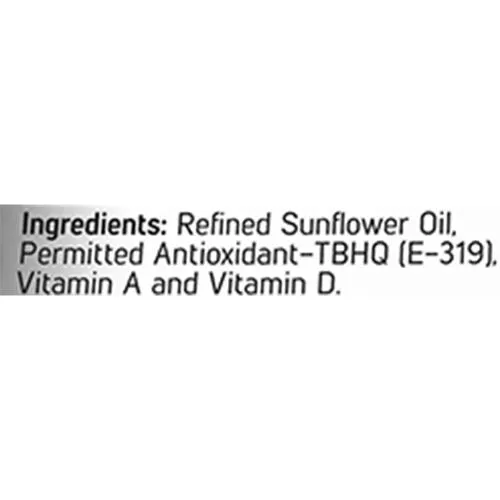 Ingredients: Refined Sunflower Oil,
Permitted Antioxidant-TBHQ (E-319),
Vitamin A and Vitamin D.